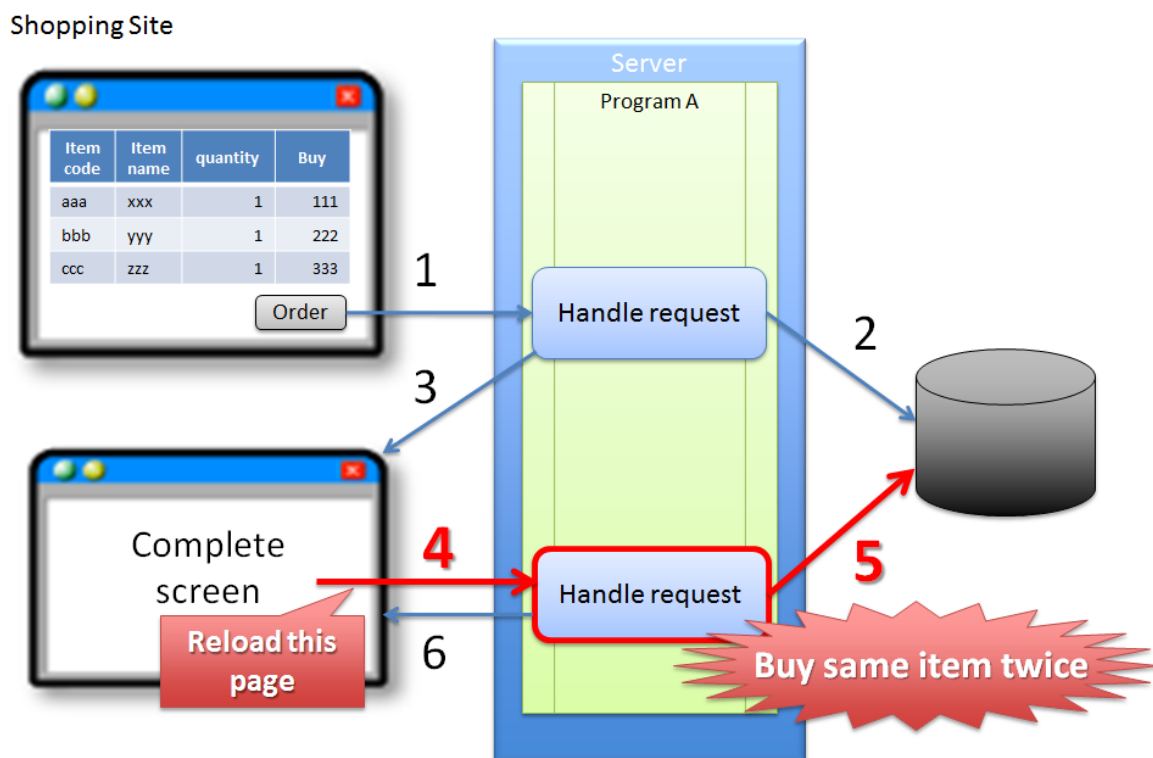 Shopping Site
Server
Program A
Item code
Item name
quantity
Buy
aaa xxx 1 111
bbb yyy 1 222
ccc zzz 1 333
Order
1
Handle request
2
3
Complete
screen
4
Handle request
5
Reload this
page
6
Buy same item twice